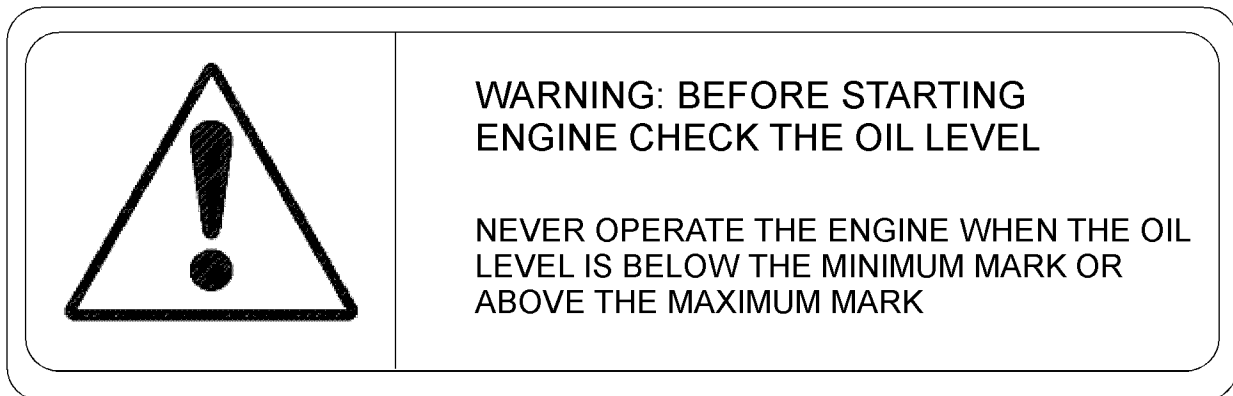 WARNING: BEFORE STARTING
ENGINE CHECK THE OIL LEVEL
NEVER OPERATE THE ENGINE WHEN THE OIL
LEVEL IS BELOW THE MINIMUM MARK OR
ABOVE THE MAXIMUM MARK